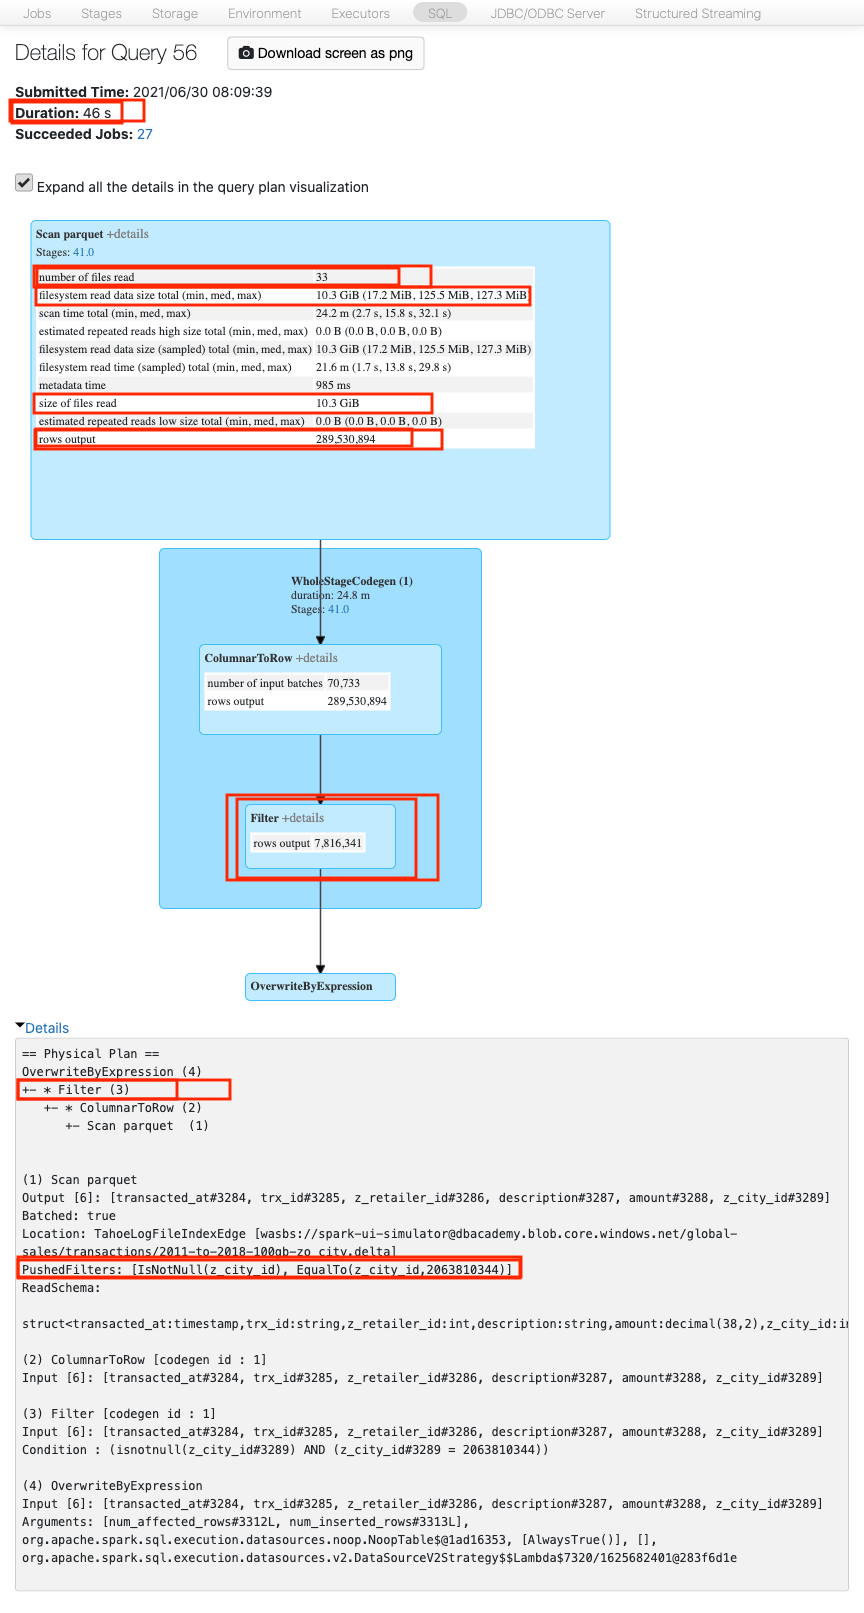 Jobs Stages Storage Environment Executors SQL JDBC/ODBC Server Structured Streaming
Details for Query 56
Download screen as png
Submitted Time: 2021/06/30 08:09:39
Duration: 46 s
Succeeded Jobs: 27
Expand all the details in the query plan visualization
Scan parquet +details
Stages: 41.0
number of files read 33
filesystem read data size total (min, med, max) 10.3 GiB (17.2 MiB, 125.5 MiB, 127.3 MiB)
scan time total (min, med, max) 24.2 m (2.7 s, 15.8 s, 32.1 s)
estimated repeated reads high size total (min, med, max) 0.0 B (0.0 B, 0.0 B, 0.0 B)
filesystem read data size (sampled) total (min, med, max) 10.3 GiB (17.2 MiB, 125.5 MiB, 127.3 MiB)
filesystem read time (sampled) total (min, med, max) 21.6 m (1.7 s, 13.8 s, 29.8 s)
metadata time 985 ms
size of files read 10.3 GiB
estimated repeated reads low size total (min, med, max) 0.0 B (0.0 B, 0.0 B, 0.0 B)
rows output 289,530,894
WholeStageCodegen (1)
duration: 24.8 m
Stages: 41.0
ColumnarToRow +details
number of input batches 70,733
rows output 289,530,894
Filter +details
rows output 7,816,341
OverwriteByExpression
Details
== Physical Plan ==
OverwriteByExpression (4)
+- * Filter (3)
+- * ColumnarToRow (2)
+- Scan parquet (1)
(1) Scan parquet
Output [6]: [transacted_at#3284, trx_id#3285, z_retailer_id#3286, description#3287, amount#3288, z_city_id#3289]
Batched: true
Location: TahoeLogFileIndexEdge [wasbs://spark-ui-simulator@dbacademy.blob.core.windows.net/global-
sales/transactions/2011-to-2018-100gb-zo_city.delta]
PushedFilters: [IsNotNull(z_city_id), EqualTo(z_city_id,2063810344)]
ReadSchema:
struct<transacted_at:timestamp,trx_id:string,z_retailer_id:int,description:string,amount:decimal(38,2),z_city_id:in
(2) ColumnarToRow [codegen id : 1]
Input [6]: [transacted_at#3284, trx_id#3285, z_retailer_id#3286, description#3287, amount#3288, z_city_id#3289]
(3) Filter [codegen id : 1]
Input [6]: [transacted_at#3284, trx_id#3285, z_retailer_id#3286, description#3287, amount#3288, z_city_id#3289]
Condition : (isnotnull(z_city_id#3289) AND (z_city_id#3289 = 2063810344))
(4) OverwriteByExpression
Input [6]: [transacted_at#3284, trx_id#3285, z_retailer_id#3286, description#3287, amount#3288, z_city_id#3289]
Arguments: [num_affected_rows#3312L, num_inserted_rows#3313L],
org.apache.spark.sql.execution.datasources.noop.NoopTable$@1ad16353, [AlwaysTrue()], [],
org.apache.spark.sql.execution.datasources.v2.DataSourceV2Strategy$$Lambda$7320/1625682401@283f6d1e